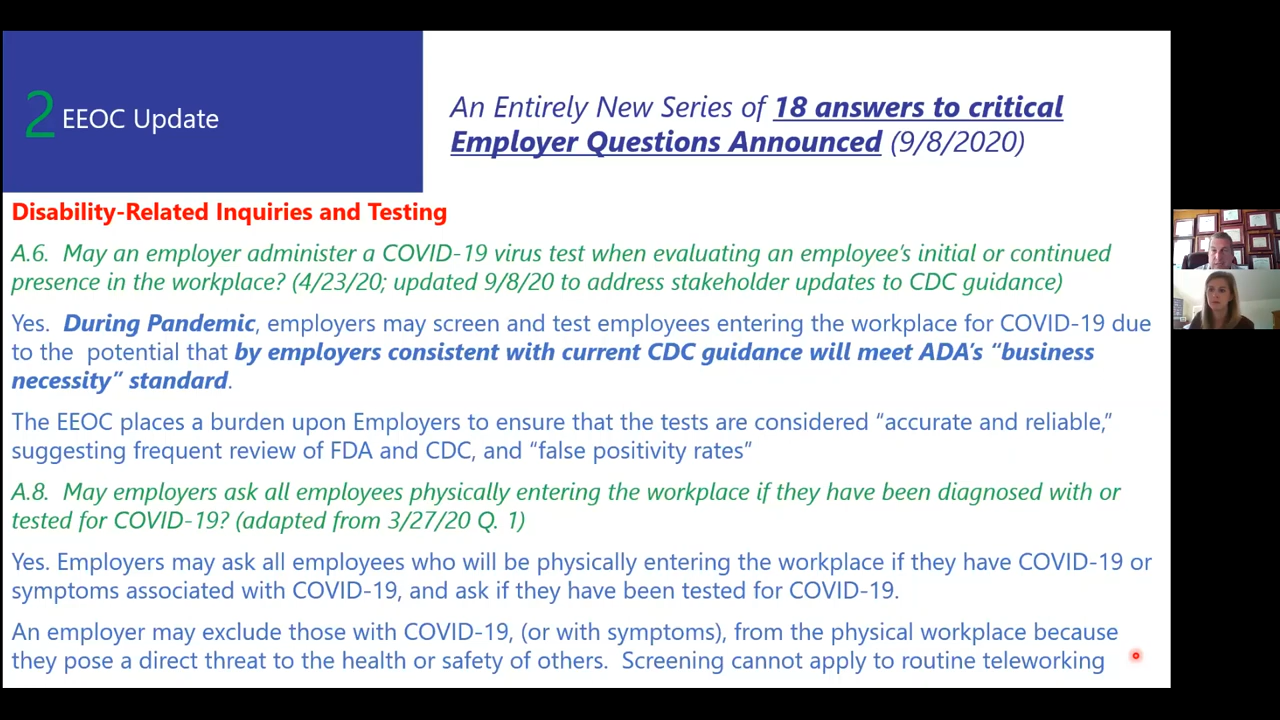 2 EEOC Update
An Entirely New Series of 18 answers to critical
Employer Questions Announced (9/8/2020)
Disability-Related Inquiries and Testing
A.6. May an employer administer a COVID-19 virus test when evaluating an employee’s initial or continued
presence in the workplace? (4/23/20; updated 9/8/20 to address stakeholder updates to CDC guidance)
Yes. During Pandemic, employers may screen and test employees entering the workplace for COVID-19 due
to the potential that by employers consistent with current CDC guidance will meet ADA’s “business
necessity” standard.
The EEOC places a burden upon Employers to ensure that the tests are considered “accurate and reliable,”
suggesting frequent review of FDA and CDC, and “false positivity rates”
A.8. May employers ask all employees physically entering the workplace if they have been diagnosed with or
tested for COVID-19? (adapted from 3/27/20 Q. 1)
Yes. Employers may ask all employees who will be physically entering the workplace if they have COVID-19 or
symptoms associated with COVID-19, and ask if they have been tested for COVID-19.
An employer may exclude those with COVID-19, (or with symptoms), from the physical workplace because
they pose a direct threat to the health or safety of others. Screening cannot apply to routine teleworking